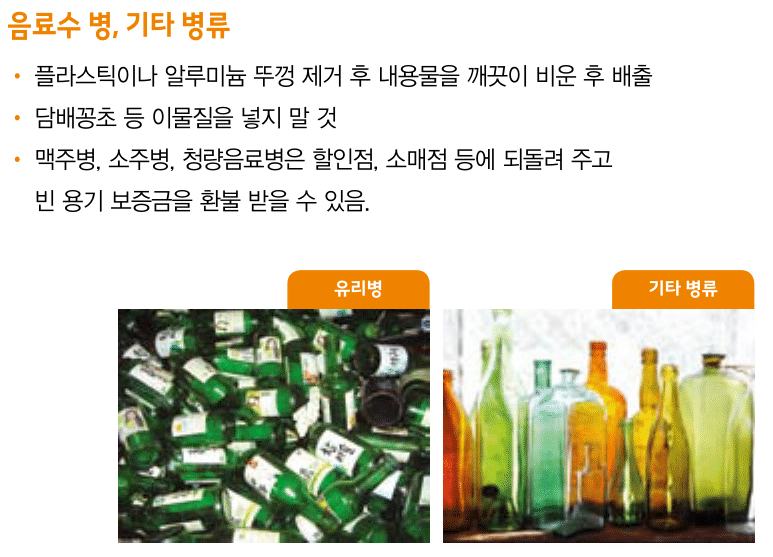 음료수 병, 기타 병류
• 플라스틱이나 알루미늄 뚜껑 제거 후 내용물을 깨끗이 비운 후 배출
• 담배꽁초 등 이물질을 넣지 말 것
• 맥주병, 소주병, 청량음료병은 할인점, 소매점 등에 되돌려 주고
빈 용기 보증금을 환불 받을 수 있음.
유리병
기타 병류